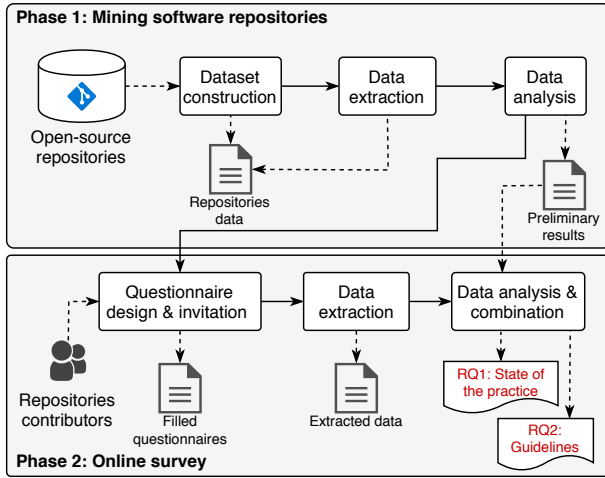 Phase 1: Mining software repositories
Dataset
construction
Data
extraction
Data
analysis
Open-source
repositories
Repositories
data
Preliminary
results
Questionnaire
design & invitation
Data
extraction
Data analysis &
combination
Repositories
contributors
Filled
questionnaires
Extracted data
RQ1: State of
the practice
RQ2:
Guidelines
Phase 2: Online survey